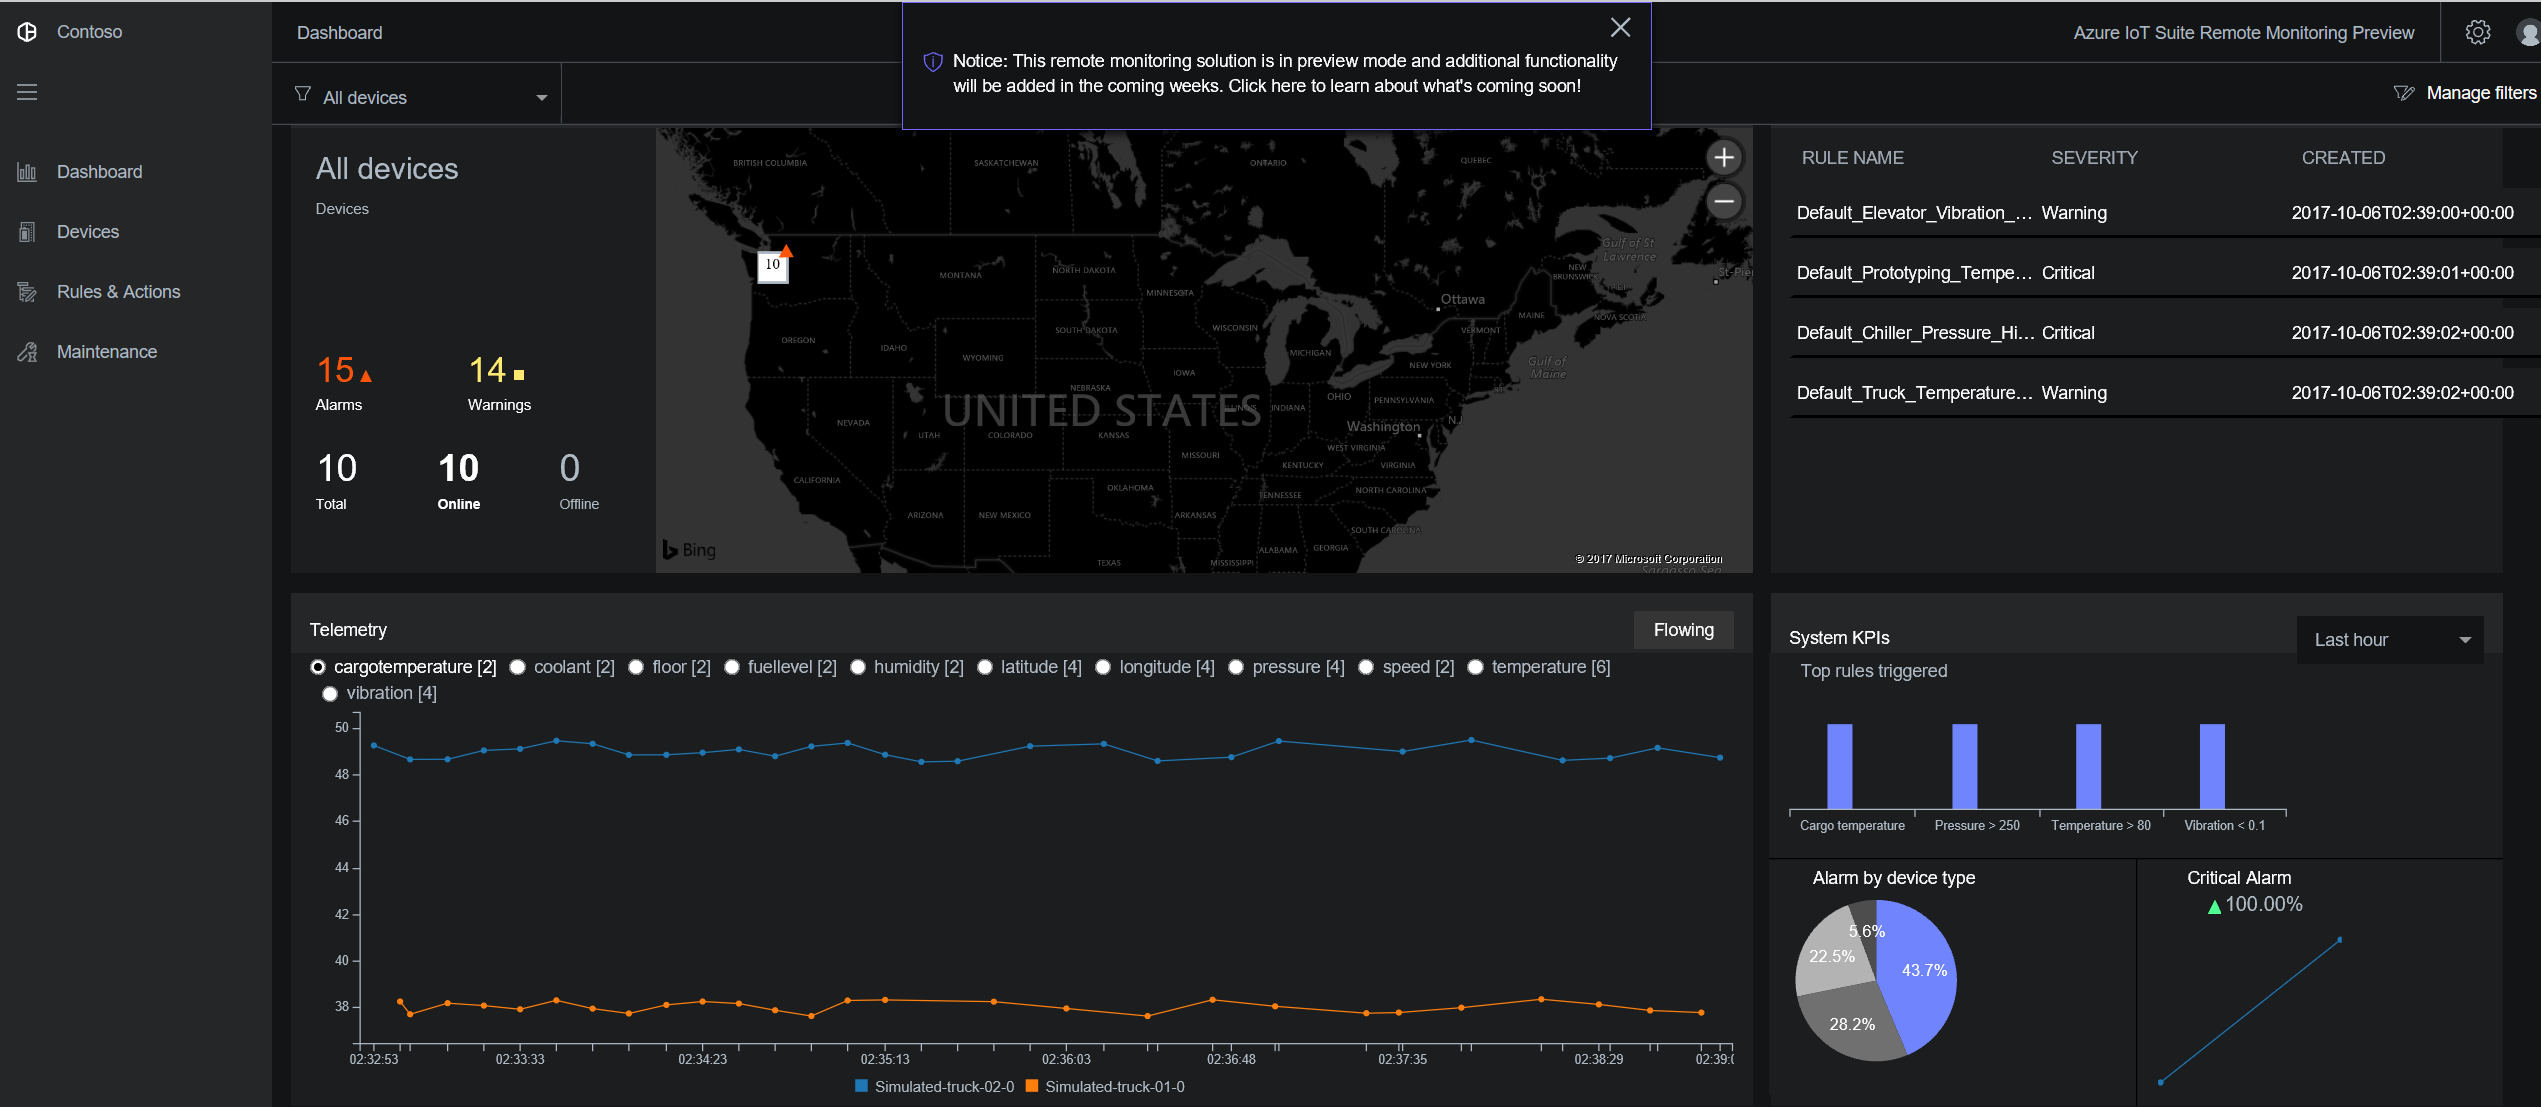 Contoso
Dashboard
Notice: This remote monitoring solution is in preview mode and additional functionality
will be added in the coming weeks. Click here to learn about what's coming soon!
Azure IoT Suite Remote Monitoring Preview
All devices
Manage filters
Dashboard
Devices
Rules & Actions
Maintenance
All devices
Devices
15
Alarms
14
Warnings
10
Total
10
Online
0
Offline
BRITISH COLUMBIA
SASKATCHEWAN
ONTARIO
QUEBEC
Gulf of St
Lawrence
NEW
BRUNSWICK
P.E.I.
St-Pie
10
MONTANA
NORTH DAKOTA
MINNESOTA
Ottawa
MAINE
NOVA SCOTIA
OREGON
IDAHO
SOUTH DAKOTA
WISCONSIN
VERMONT
WYOMING
MICHIGAN
NEW YORK
Gulf of
Maine
NEBRASKA
IOWA
OHIO
PENNSYLVANIA
UNITED STATES
ILLINOIS
INDIANA
NEVADA
UTAH
COLORADO
KANSAS
Washington
NJ
MISSOURI
WEST VIRGINIA
KENTUCKY
VIRGINIA
CALIFORNIA
OKLAHOMA
TENNESSEE
NORTH CAROLINA
ARIZONA
NEW MEXICO
ARKANSAS
SOUTH CAROLINA
ALABAMA
GEORGIA
TEXAS
MISSISSIPPI
Bing
© 2017 Microsoft Corporation
Sargasso Sea
RULE NAME SEVERITY CREATED
Default_Elevator_Vibration_... Warning 2017-10-06T02:39:00+00:00
Default_Prototyping_Tempe... Critical 2017-10-06T02:39:01+00:00
Default_Chiller_Pressure_Hi... Critical 2017-10-06T02:39:02+00:00
Default_Truck_Temperature... Warning 2017-10-06T02:39:02+00:00
Telemetry
Flowing
cargotemperature [2] coolant [2] floor [2] fuellevel [2] humidity [2] latitude [4] longitude [4] pressure [4] speed [2] temperature [6]
vibration [4]
50
48
46
44
42
40
38
02:32:53 02:33:33 02:34:23 02:35:13 02:36:03 02:36:48 02:37:35 02:38:29 02:39:0
Simulated-truck-02-0 Simulated-truck-01-0
System KPIs
Last hour
Top rules triggered
Cargo temperature Pressure > 250 Temperature > 80 Vibration < 0.1
Alarm by device type
5.6%
22.5%
43.7%
28.2%
Critical Alarm
100.00%